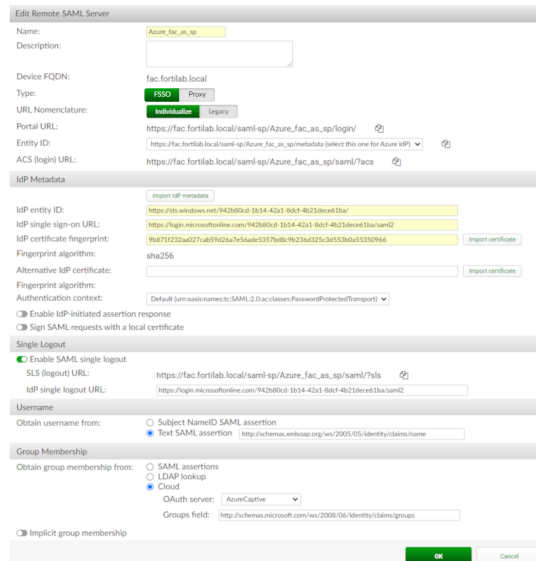 Edit Remote SAML Server
Name: Azure_fac_as_sp
Description:
Device FQDN: fac.fortilab.local
Type: FSSO Proxy
URL Nomenclature: Individualize Legacy
Portal URL: https://fac.fortilab.local/saml-sp/Azure_fac_as_sp/login/
Entity ID: https://fac.fortilab.local/saml-sp/Azure_fac_as_sp/metadata (select this one for Azure IdP)
ACS (login) URL: https://fac.fortilab.local/saml-sp/Azure_fac_as_sp/saml/?acs
IdP Metadata
Import IdP metadata
IdP entity ID: https://sts.windows.net/942b80cd-1b14-42a1-8dcf-4b21dece61ba/
IdP single sign-on URL: https://login.microsoftonline.com/942b80cd-1b14-42a1-8dcf-4b21dece61ba/saml2
IdP certificate fingerprint: 9b871f232aa027cab59d26a7e56ade5357bd8c9b236d325c3d553b0a55350966 Import certificate
Fingerprint algorithm: sha256
Alternative IdP certificate: Import certificate
Fingerprint algorithm:
Authentication context: Default (urn:oasis:names:tc:SAML:2.0:ac:classes:PasswordProtectedTransport)
Enable IdP-initiated assertion response
Sign SAML requests with a local certificate
Single Logout
Enable SAML single logout
SLS (logout) URL: https://fac.fortilab.local/saml-sp/Azure_fac_as_sp/saml/?sls
IdP single logout URL: https://login.microsoftonline.com/942b80cd-1b14-42a1-8dcf-4b21dece61ba/saml2
Username
Obtain username from: Subject NameID SAML assertion
Text SAML assertion http://schemas.xmlsoap.org/ws/2005/05/identity/claims/name
Group Membership
Obtain group membership from: SAML assertions
LDAP lookup
Cloud
OAuth server: AzureCaptive
Groups field: http://schemas.microsoft.com/ws/2008/06/identity/claims/groups
Implicit group membership
OK Cancel